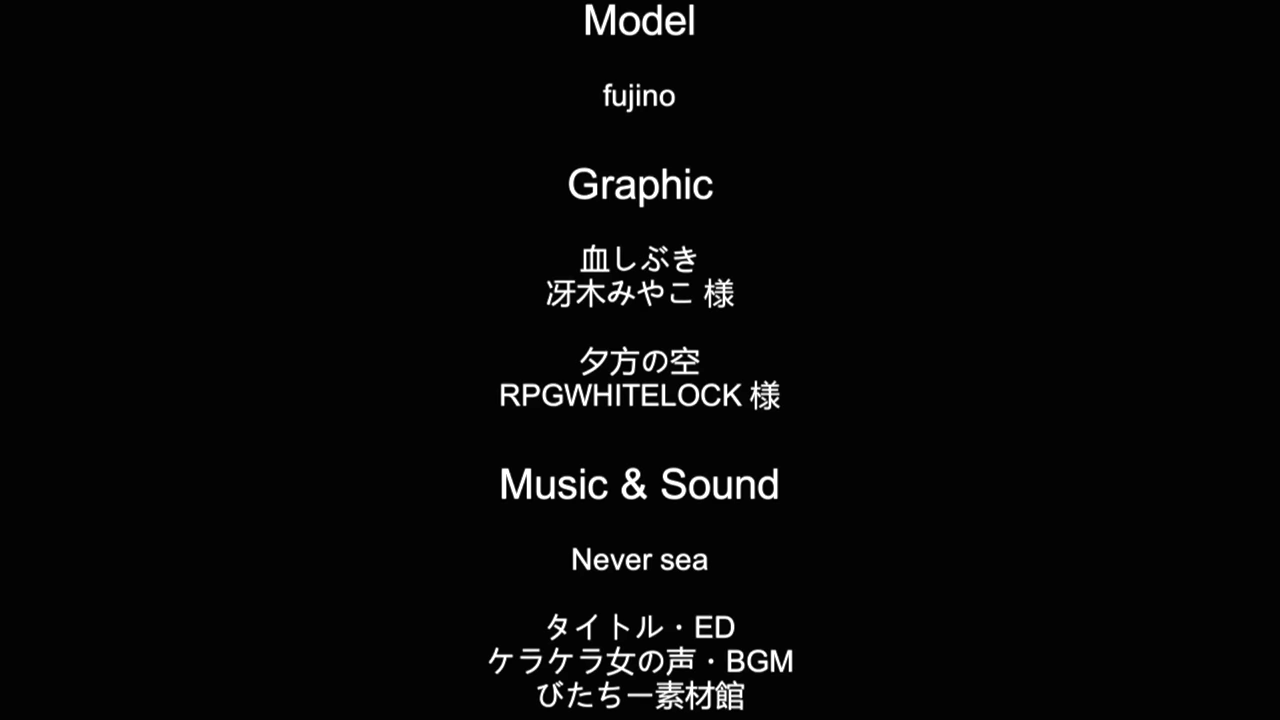 Model
fujino
Graphic
血しぶき
冴木みやこ 様
夕方の空
RPGWHITELOCK 様
Music & Sound
Never sea
タイトル・ED
ケラケラ女の声・BGM
びたちー素材館